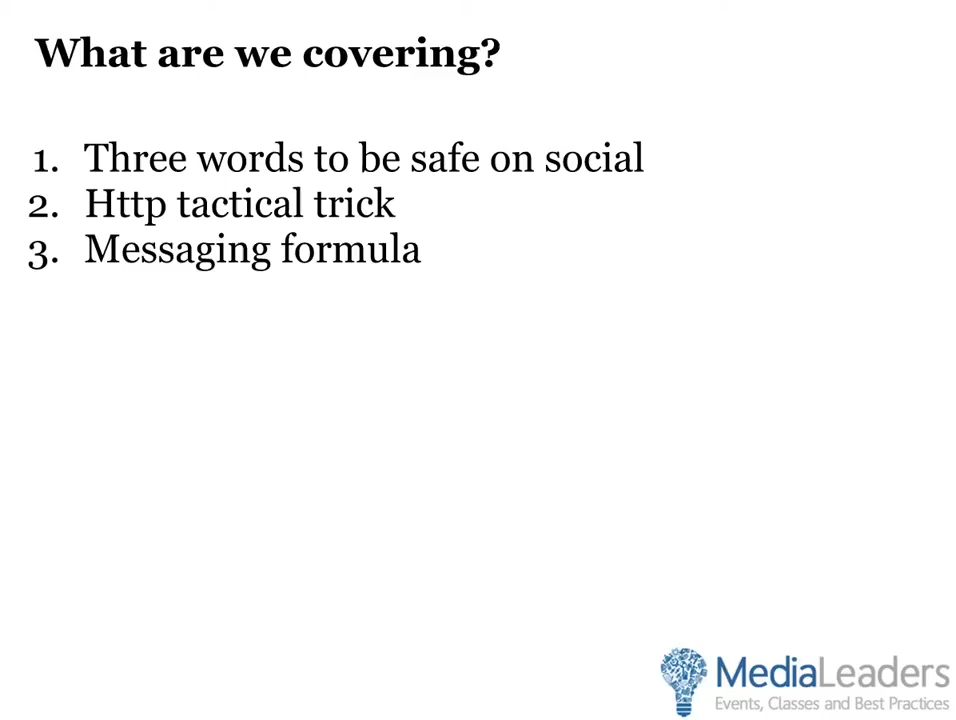 What are we covering?
1. Three words to be safe on social
2. Http tactical trick
3. Messaging formula
MediaLeaders
Events, Classes and Best Practices